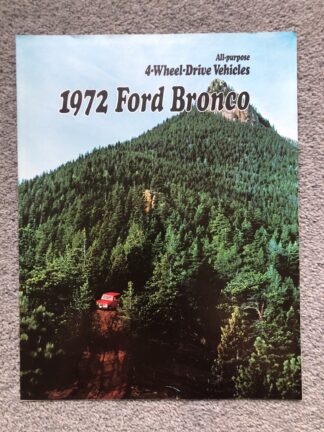 All-purpose
4-Wheel-Drive Vehicles
1972 Ford Bronco